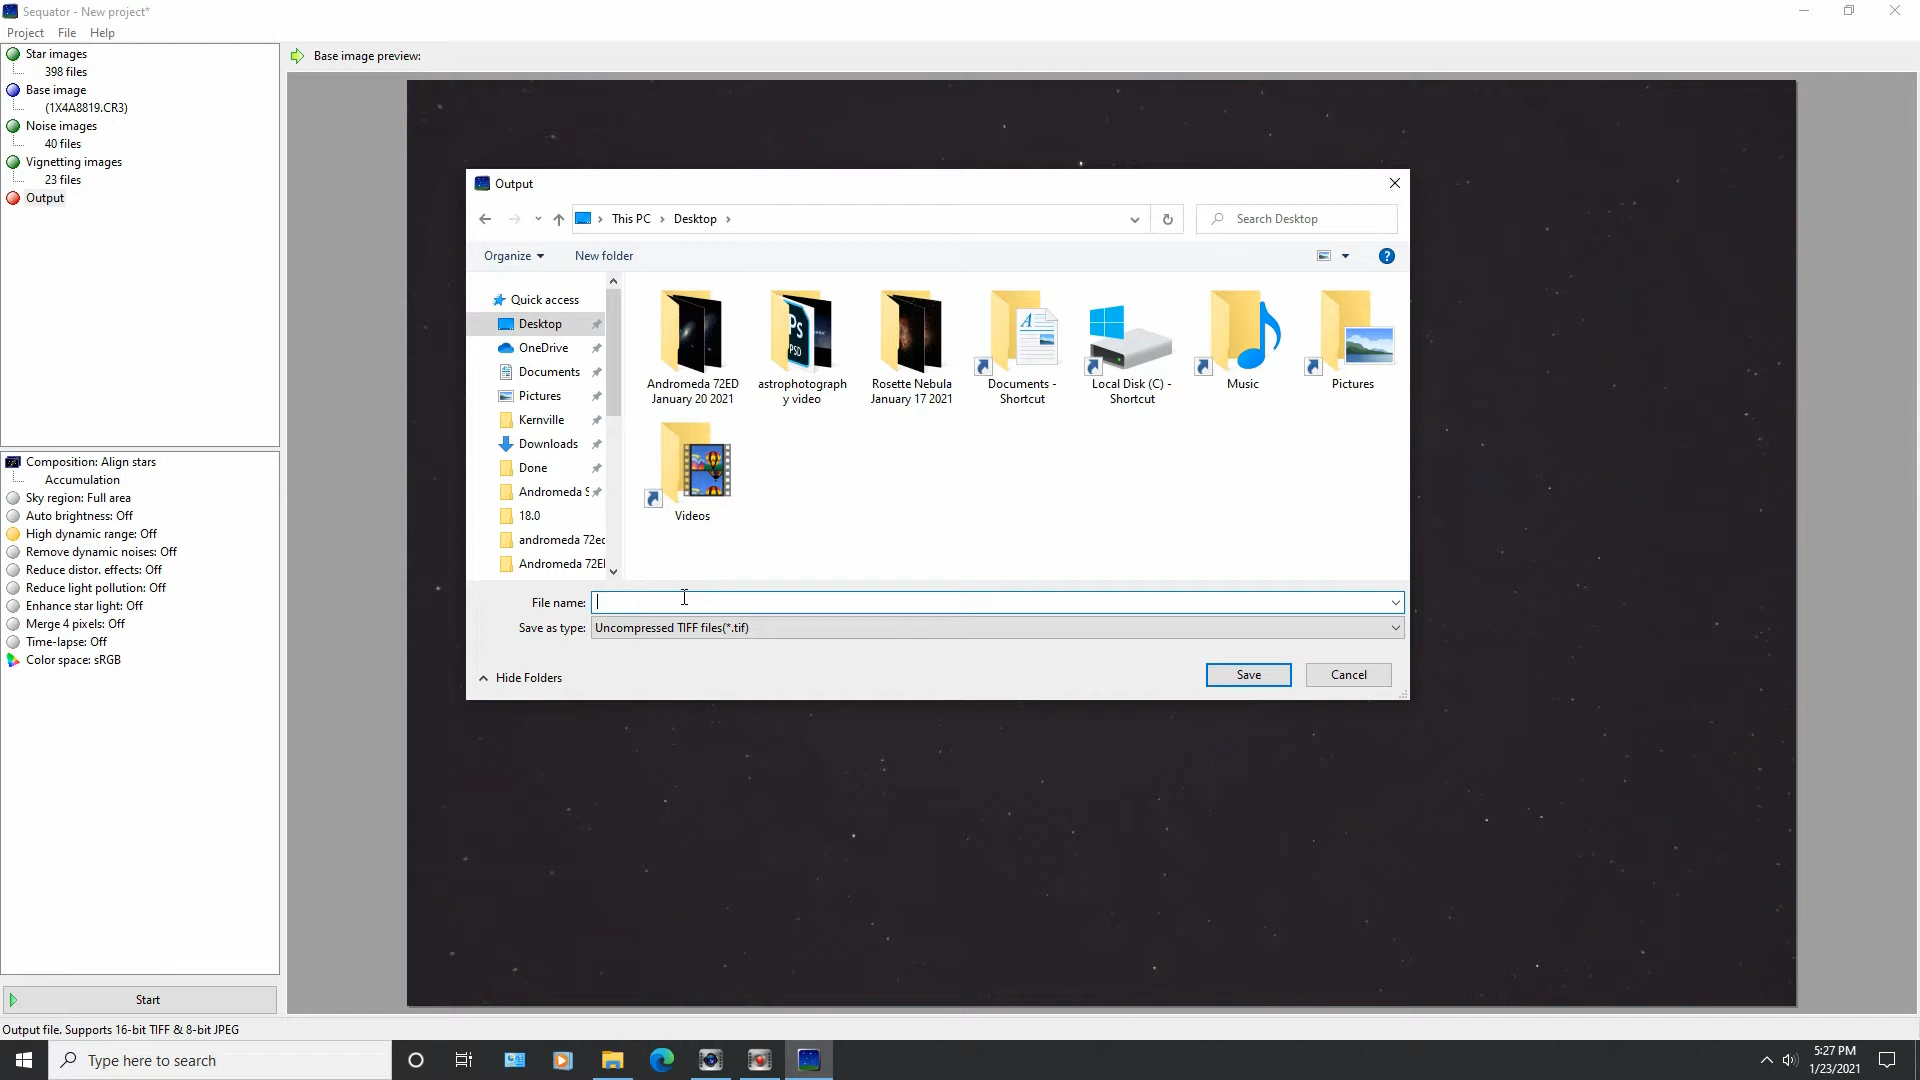 Sequator - New project*
Project File Help
Star images
398 files
Base image
(1X4A8819.CR3)
Noise images
40 files
Vignetting images
23 files
Output
Base image preview:
Output
This PC > Desktop >
Search Desktop
Organize
New folder
Quick access
Desktop
OneDrive
Documents
Pictures
Kernville
Downloads
Done
Andromeda S
18.0
andromeda 72ed
Andromeda 72E
Andromeda 72ED
January 20 2021
astrophotograph
y video
Rosette Nebula
January 17 2021
Documents -
Shortcut
Local Disk (C) -
Shortcut
Music
Pictures
Videos
File name:
Save as type: Uncompressed TIFF files(*.tif)
Hide Folders
Save
Cancel
Composition: Align stars
Accumulation
Sky region: Full area
Auto brightness: Off
High dynamic range: Off
Remove dynamic noises: Off
Reduce distor. effects: Off
Reduce light pollution: Off
Enhance star light: Off
Merge 4 pixels: Off
Time-lapse: Off
Color space: sRGB
Start
Output file. Supports 16-bit TIFF & 8-bit JPEG
Type here to search
5:27 PM
1/23/2021